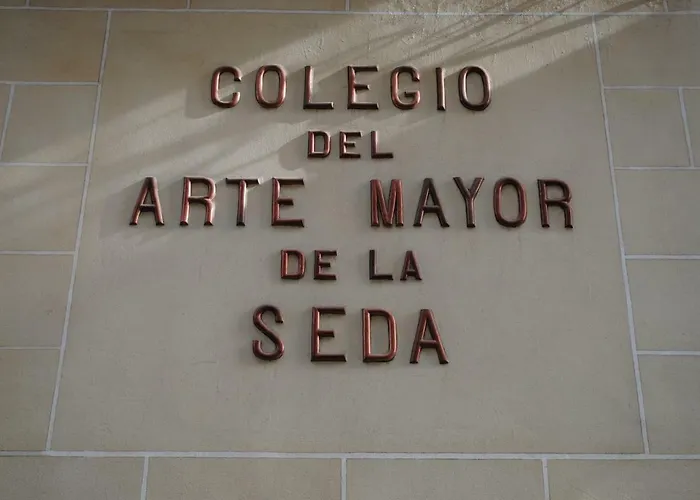 COLEGIO
DEL
ARTE MAYOR
DE LA
SEDA